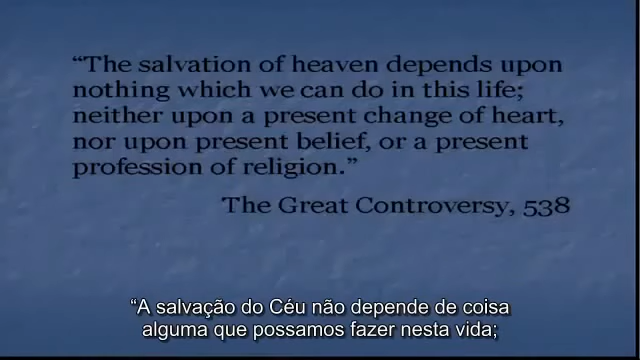 “The salvation of heaven depends upon
nothing which we can do in this life;
neither upon a present change of heart,
nor upon present belief, or a present
profession of religion.”
The Great Controversy, 538
“A salvação do Céu não depende de coisa
alguma que possamos fazer nesta vida;